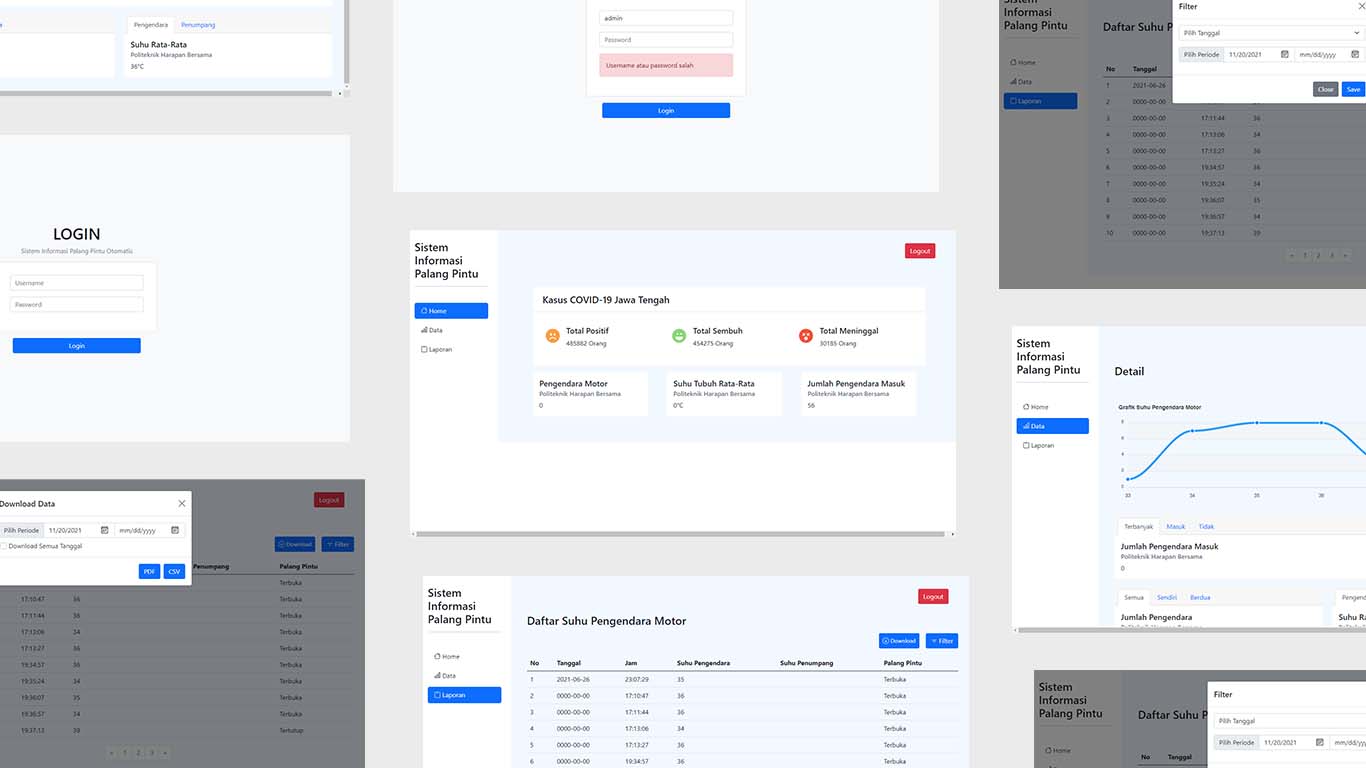 Pengendara Penumpang
Suhu Rata-Rata
Politeknik Harapan Bersama
36°C
LOGIN
Sistem Informasi Palang Pintu Otomatis
Username
Password
Login
Download Data
Pilih Periode 11/20/2021 mm/dd/yyyy
Download Semua Tanggal
PDF CSV
Logout
Download Filter
Penumpang Palang Pintu
Terbuka
17:10:47 36 Terbuka
17:11:44 36 Terbuka
17:13:06 34 Terbuka
17:13:27 36 Terbuka
19:34:57 36 Terbuka
19:35:24 34 Terbuka
19:36:07 35 Terbuka
19:36:57 34 Terbuka
19:37:13 39 Tertutup
« 1 2 3 »
admin
Password
Username atau password salah
Login
Sistem
Informasi
Palang Pintu
Logout
Home
Data
Laporan
Kasus COVID-19 Jawa Tengah
Total Positif Total Sembuh Total Meninggal
485882 Orang 454275 Orang 30185 Orang
Pengendara Motor Suhu Tubuh Rata-Rata Jumlah Pengendara Masuk
Politeknik Harapan Bersama Politeknik Harapan Bersama Politeknik Harapan Bersama
0 0°C 56
Sistem
Informasi
Palang Pintu
Logout
Home
Data
Laporan
Daftar Suhu Pengendara Motor
Download Filter
No Tanggal Jam Suhu Pengendara Suhu Penumpang Palang Pintu
1 2021-06-26 23:07:29 35 Terbuka
2 0000-00-00 17:10:47 36 Terbuka
3 0000-00-00 17:11:44 36 Terbuka
4 0000-00-00 17:13:06 34 Terbuka
5 0000-00-00 17:13:27 36 Terbuka
6 0000-00-00 19:34:57 36 Terbuka
Sistem
Informasi
Palang Pintu
Home
Data
Laporan
Daftar Suhu P
Filter
Pilih Tanggal
Pilih Periode 11/20/2021 mm/dd/yyyy
Close Save
No Tanggal
1 2021-06-26
2 0000-00-00 17:10:47 36
3 0000-00-00 17:11:44 36
4 0000-00-00 17:13:06 34
5 0000-00-00 17:13:27 36
6 0000-00-00 19:34:57 36
7 0000-00-00 19:35:24 34
8 0000-00-00 19:36:07 35
9 0000-00-00 19:36:57 34
10 0000-00-00 19:37:13 39
« 1 2 3 »
Sistem
Informasi
Palang Pintu
Home
Data
Laporan
Detail
Grafik Suhu Pengendara Motor
8
6
4
2
0
33 34 35 36
Terbanyak Masuk Tidak
Jumlah Pengendara Masuk
Politeknik Harapan Bersama
0
Semua Sendiri Berdua Pengend
Jumlah Pengendara Suhu Ra
Sistem
Informasi
Palang Pintu
Home
Daftar Suhu P
No Tanggal
Filter
Pilih Tanggal
Pilih Periode 11/20/2021 mm/dd/yyy